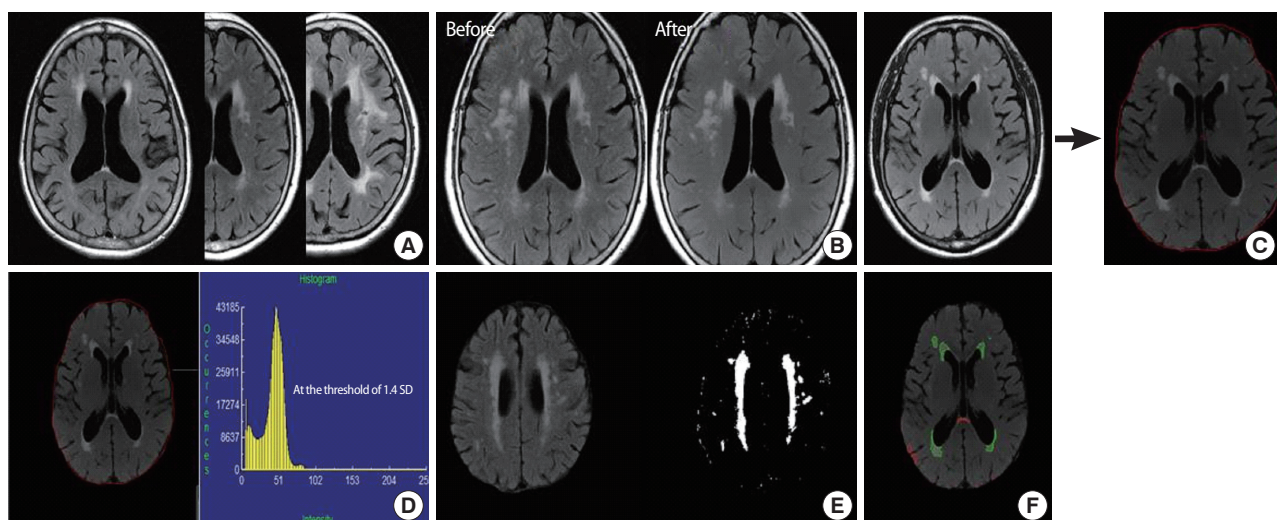 Before
After
A
B
C
Histogram
Occurrences
43185
34548
25911
17274
8637
0
At the threshold of 1.4 SD
0
51
102
153
204
25
Intensity
D
E
F